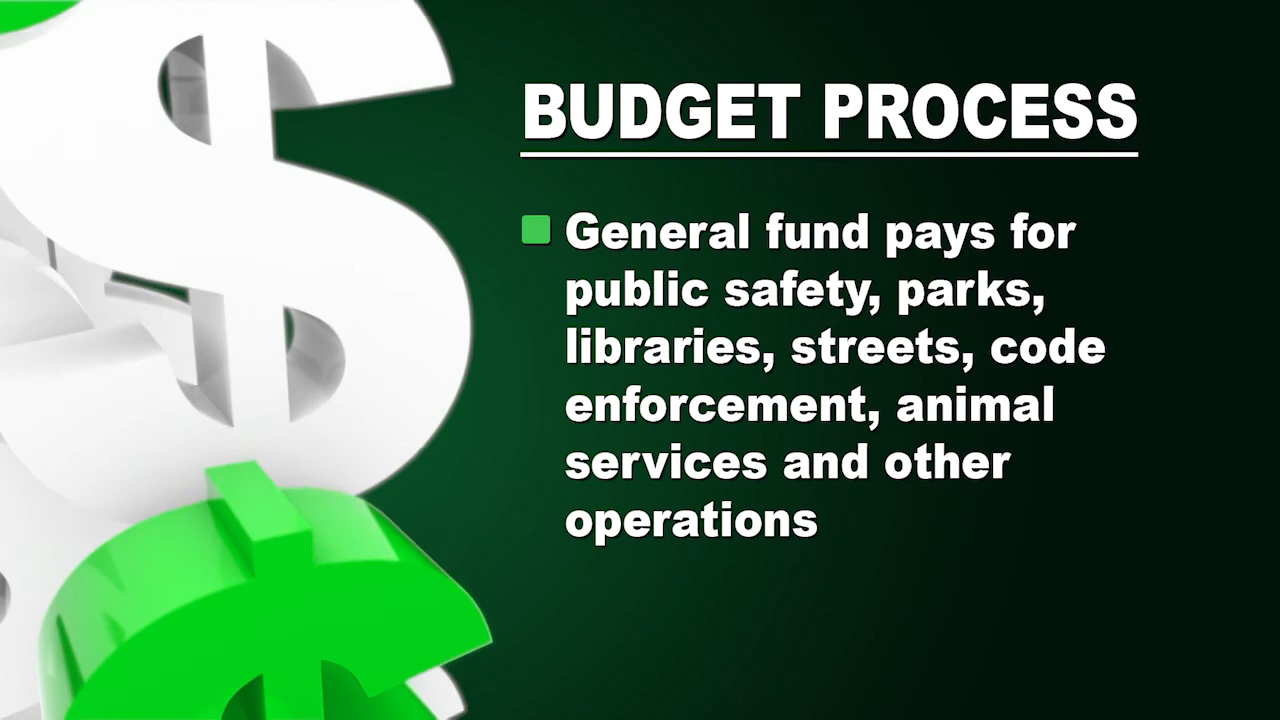 BUDGET PROCESS
General fund pays for
public safety, parks,
libraries, streets, code
enforcement, animal
services and other
operations